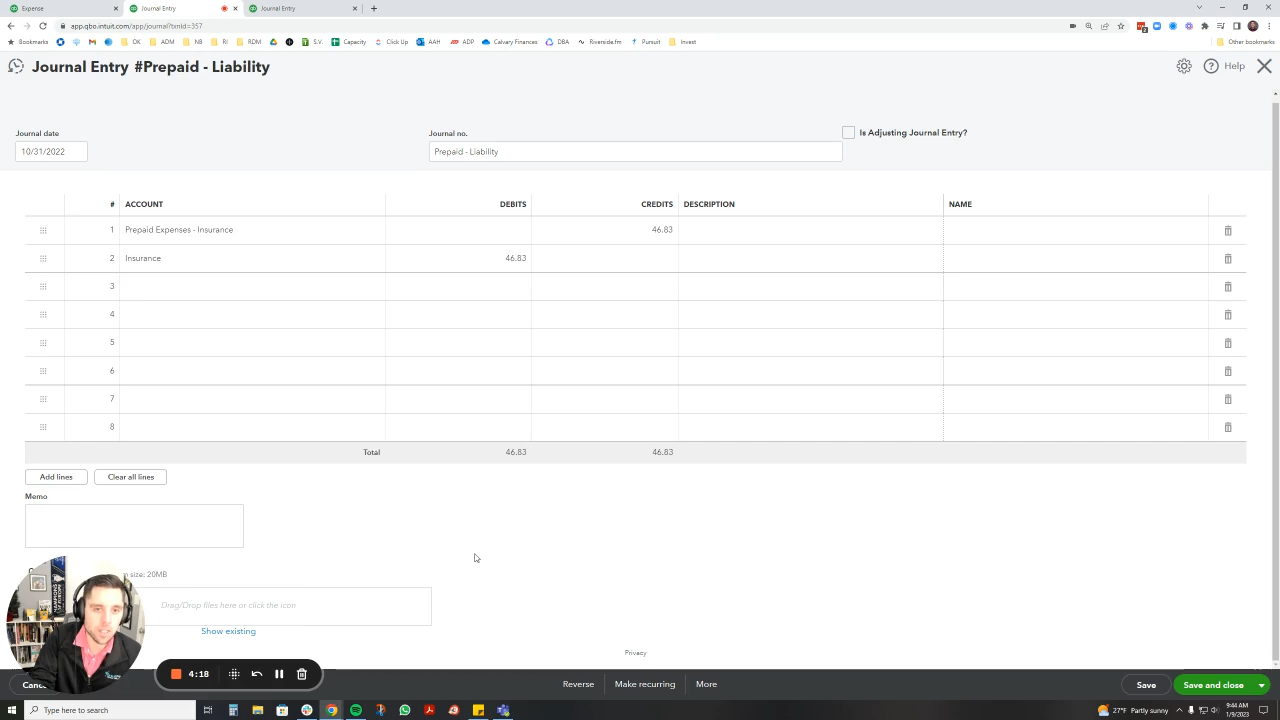 Expense
Journal Entry
Journal Entry
app.qbo.intuit.com/app/journal?txnId=357
Bookmarks
OK
ADM
NB
RI
RDM
S.V.
Capacity
Click Up
AAH
ADP
Calvary Finances
DBA
Riverside.fm
Pursuit
Invest
Other bookmarks
Journal Entry #Prepaid - Liability
Help
Journal date
Journal no.
Is Adjusting Journal Entry?
10/31/2022
Prepaid - Liability
# ACCOUNT DEBITS CREDITS DESCRIPTION NAME
1 Prepaid Expenses - Insurance 46.83
2 Insurance 46.83
3
4
5
6
7
8
Total 46.83 46.83
Add lines
Clear all lines
Memo
m size: 20MB
Drag/Drop files here or click the icon
Show existing
Privacy
4:18
Reverse
Make recurring
More
Save
Save and close
Type here to search
27°F Partly sunny
9:44 AM
1/9/2023